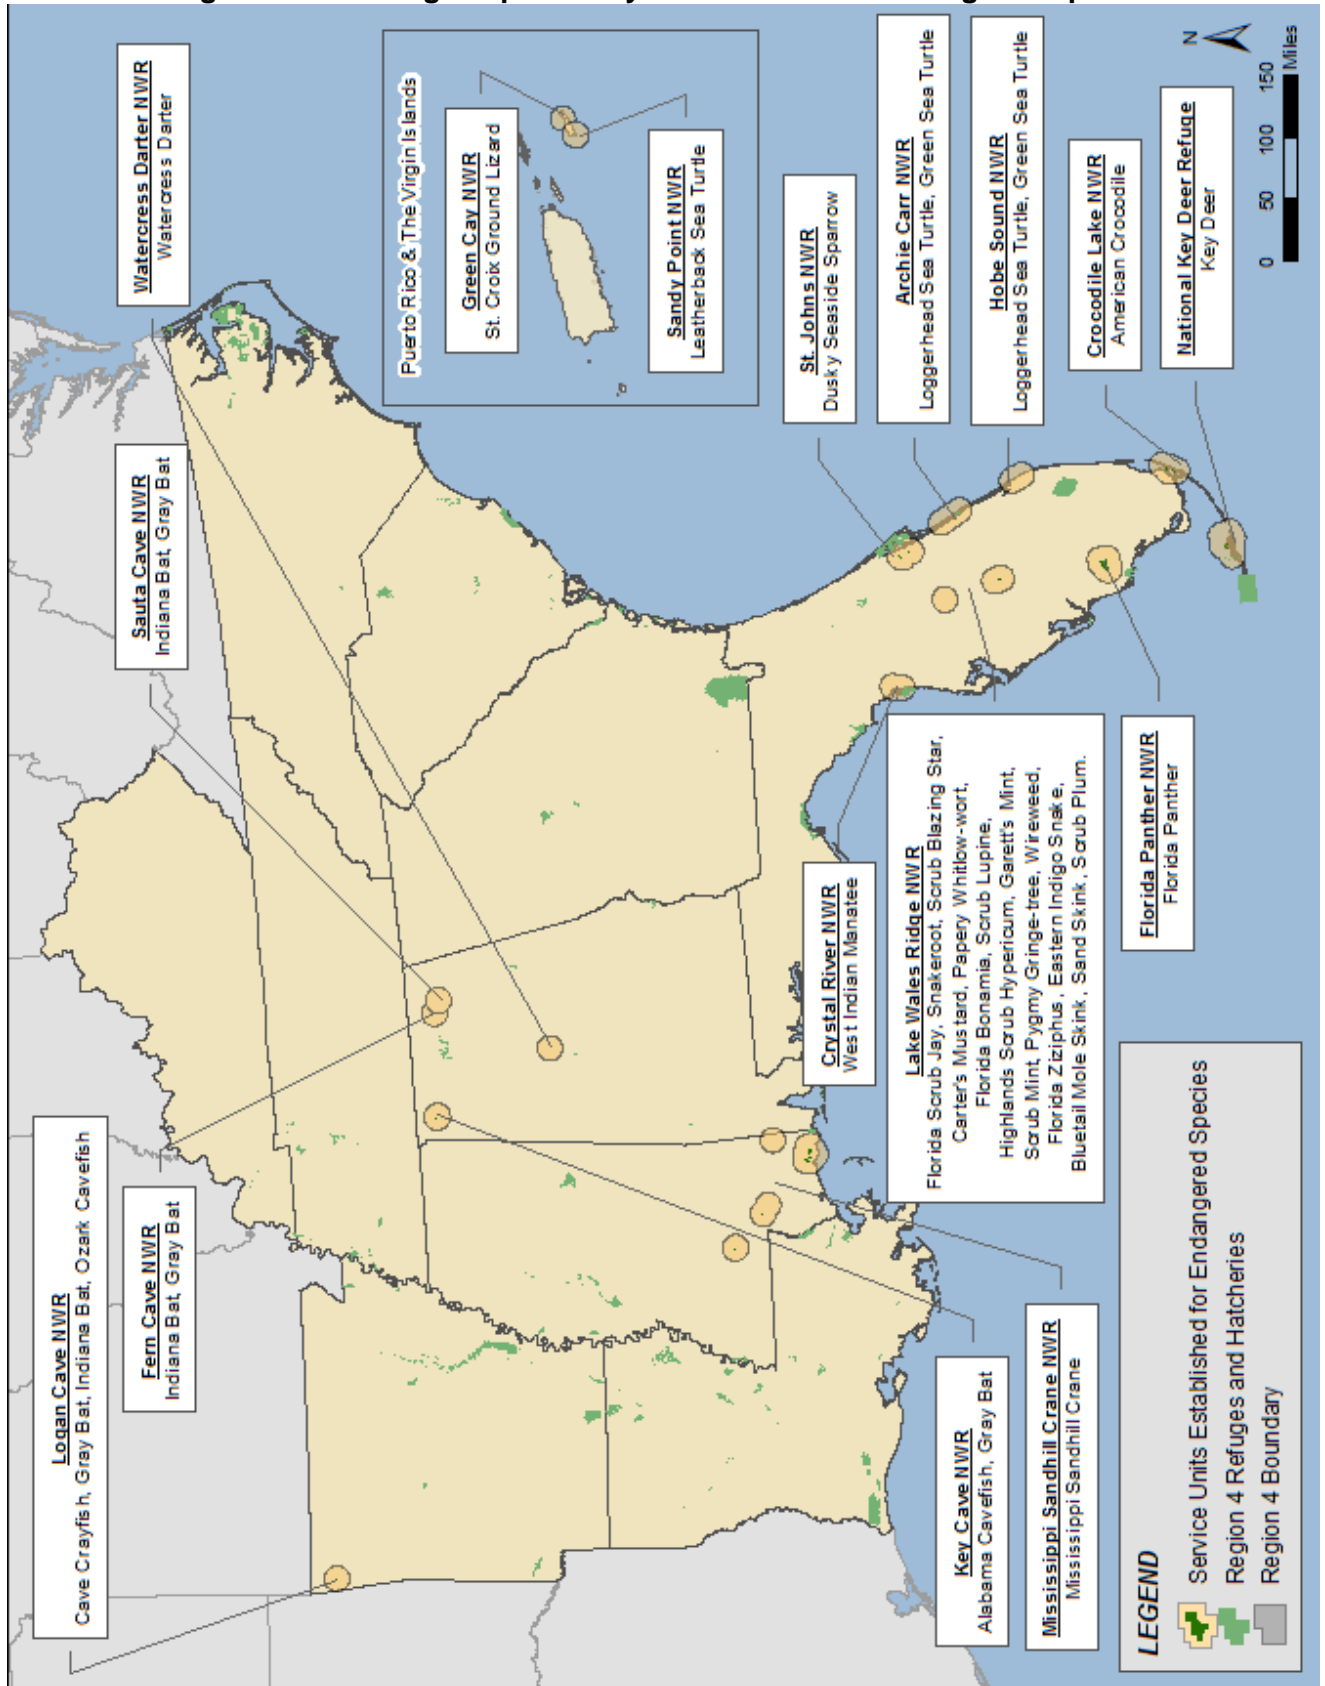 Logan Cave NWR
Cave Crayfish, Gray Bat, Indiana Bat, Ozark Cavefish
Fern Cave NWR
Indiana Bat, Gray Bat
Sauta Cave NWR
Indiana Bat, Gray Bat
Watercress Darter NWR
Watercress Darter
Puerto Rico & The Virgin Islands
Green Cay NWR
St. Croix Ground Lizard
Sandy Point NWR
Leatherback Sea Turtle
St. Johns NWR
Dusky Seaside Sparrow
Archie Carr NWR
Loggerhead Sea Turtle, Green Sea Turtle
Hobe Sound NWR
Loggerhead Sea Turtle, Green Sea Turtle
Crocodile Lake NWR
American Crocodile
National Key Deer Refuge
Key Deer
Crystal River NWR
West Indian Manatee
Lake Wales Ridge NWR
Florida Scrub Jay, Snakeroot, Scrub Blazing Star,
Carter's Mustard, Papery Whitlow-wort,
Florida Bonamia, Scrub Lupine,
Highlands Scrub Hypericum, Garett's Mint,
Scrub Mint, Pygmy Gringe-tree, Wireweed,
Florida Ziziphus, Eastern Indigo Snake,
Bluetail Mole Skink, Sand Skink, Scrub Plum.
Florida Panther NWR
Florida Panther
Key Cave NWR
Alabama Cavefish, Gray Bat
Mississippi Sandhill Crane NWR
Mississippi Sandhill Crane
LEGEND
Service Units Established for Endangered Species
Region 4 Refuges and Hatcheries
Region 4 Boundary
N
0 50 100 150
Miles